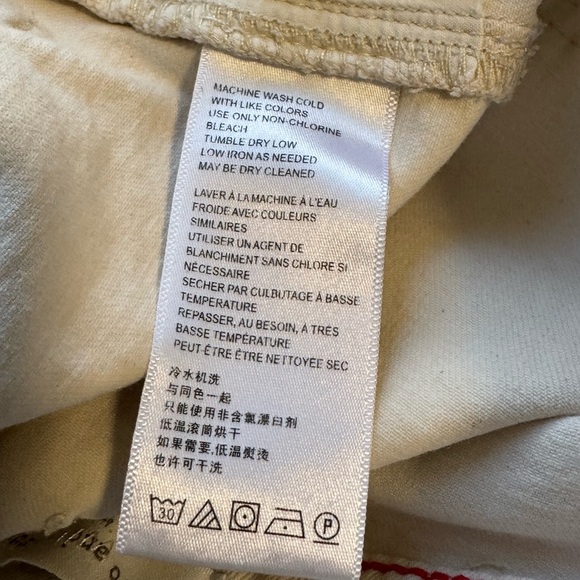 MACHINE WASH COLD
WITH LIKE COLORS
USE ONLY NON-CHLORINE
BLEACH
TUMBLE DRY LOW
LOW IRON AS NEEDED
MAY BE DRY CLEANED
LAVER À LA MACHINE À L'EAU
FROIDE AVEC COULEURS
SIMILAIRES
UTILISER UN AGENT DE
BLANCHIMENT SANS CHLORE SI
NÉCESSAIRE
SECHER PAR CULBUTAGE À BASSE
TEMPERATURE
REPASSER, AU BESOIN, À TRÈS
BASSE TEMPÉRATURE
PEUT-ÊTRE ÊTRE NETTOYEÉ SEC
冷水机洗
与同色一起
只能使用非含氯漂白剂
低温滚筒烘干
如果需要,低温熨烫
也许可干洗
30 P